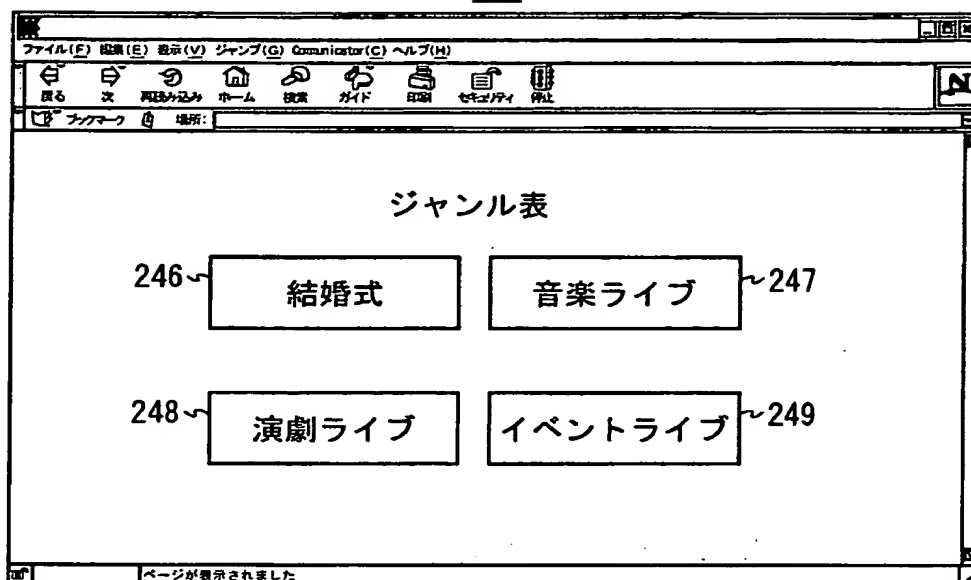 ファイル(F) 編集(E) 表示(V) ジャンプ(G) Comunicator(C) ヘルプ(H)
戻る 次 再読み込み ホーム 検索 ガイド 印刷 セキュリティ 停止
N
ブックマーク 場所:
ジャンル表
246 結婚式 音楽ライブ 247
248 演劇ライブ イベントライブ 249
ページが表示されました